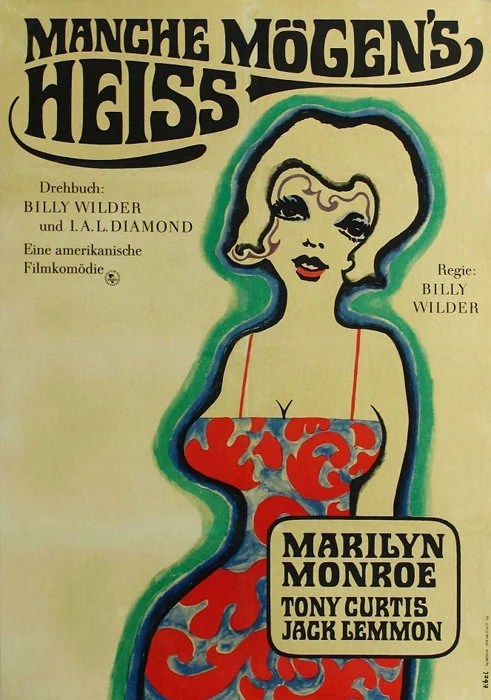 MANCHE MÖGEN'S
HEISS
Drehbuch:
BILLY WILDER
und I.A.L.DIAMOND
Eine amerikanische
Filmkomödie
Regie:
BILLY
WILDER
MARILYN
MONROE
TONY CURTIS
JACK LEMMON
Ebel